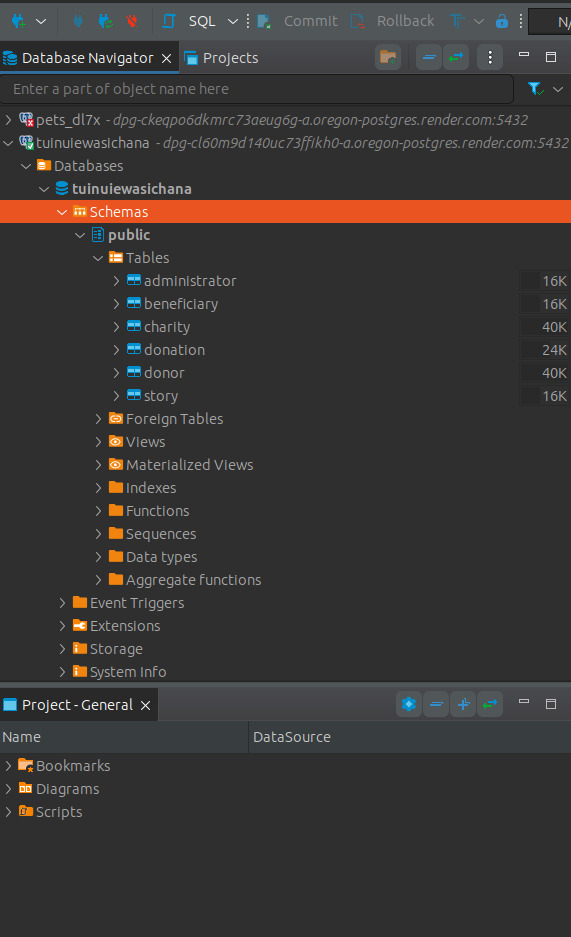 SQL Commit Rollback N/
Database Navigator Projects
Enter a part of object name here
pets_dl7x - dpg-ckeqpo6dkmrc73aeug6g-a.oregon-postgres.render.com:5432
tuinuiewasichana - dpg-cl60m9d140uc73ffikh0-a.oregon-postgres.render.com:5432
Databases
tuinuiewasichana
Schemas
public
Tables
administrator 16K
beneficiary 16K
charity 40K
donation 24K
donor 40K
story 16K
Foreign Tables
Views
Materialized Views
Indexes
Functions
Sequences
Data types
Aggregate functions
Event Triggers
Extensions
Storage
System Info
Project - General
Name DataSource
Bookmarks
Diagrams
Scripts